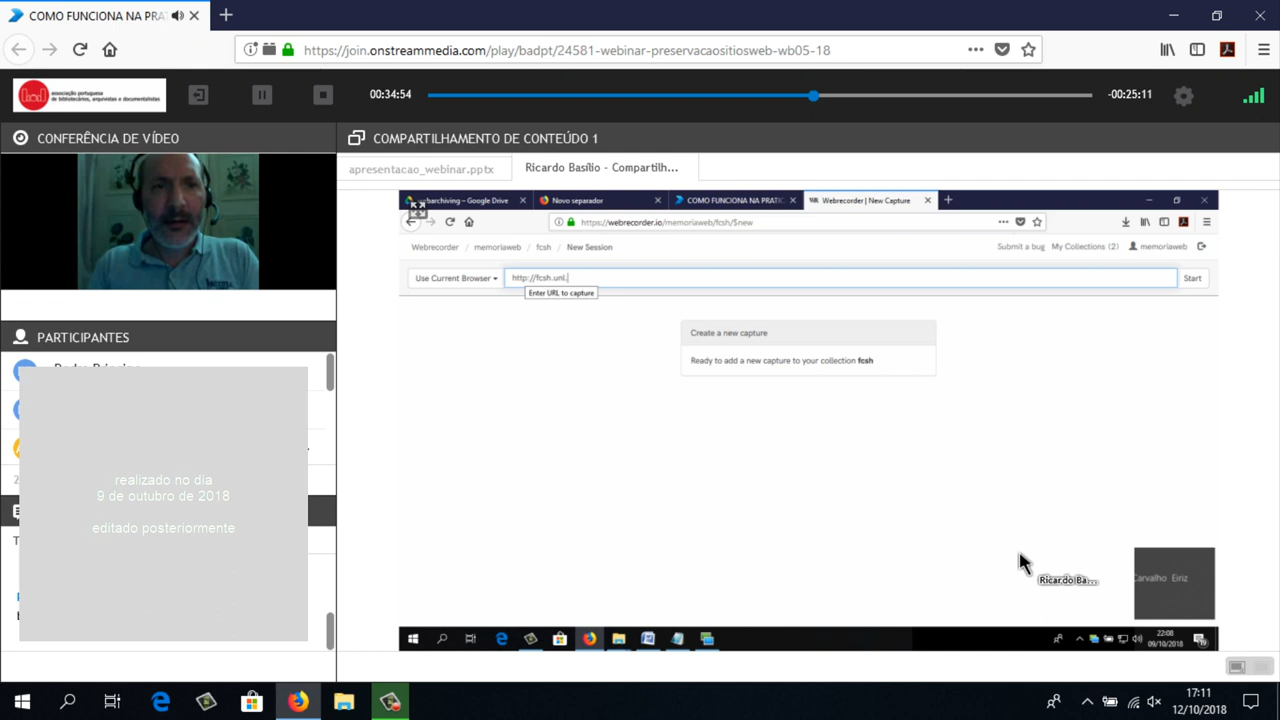 COMO FUNCIONA NA PRA
https://join.onstreammedia.com/play/badpt/24581-webinar-preservacaositiosweb-wb05-18
associação portuguesa
de bibliotecários, arquivistas e documentalistas
00:34:54
-00:25:11
CONFERÊNCIA DE VÍDEO
COMPARTILHAMENTO DE CONTEÚDO 1
apresentacao_webinar.pptx
Ricardo Basílio - Compartilh...
barchiving – Google Drive
Novo separador
COMO FUNCIONA NA PRATIC
Webrecorder | New Capture
https://webrecorder.io/memoriaweb/fcsh/$new
Webrecorder / memoriaweb / fcsh / New Session
Submit a bug My Collections (2) memoriaweb
Use Current Browser
http://fcsh.unl.
Start
Enter URL to capture
Create a new capture
Ready to add a new capture to your collection fcsh
PARTICIPANTES
realizado no dia
9 de outubro de 2018
editado posteriormente
Ricardo Ba...
Carvalho Eiriz
22:08
09/10/2018
17:11
12/10/2018